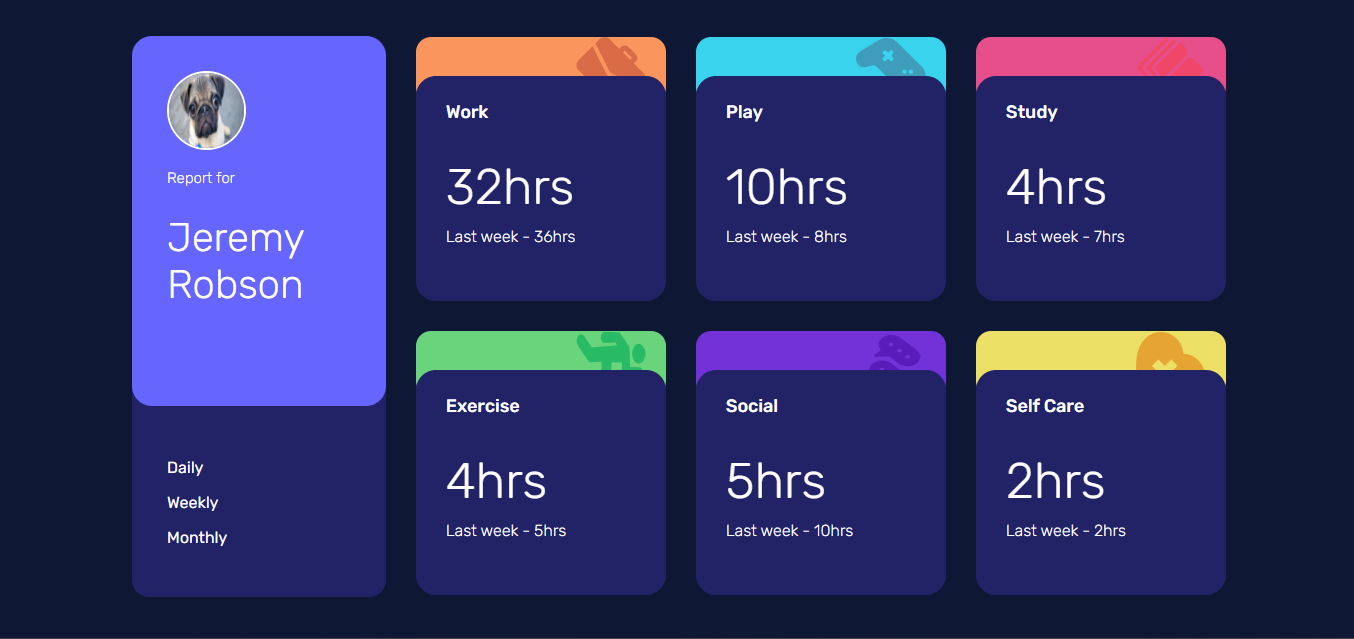 Report for
Jeremy
Robson
Daily
Weekly
Monthly
Work
32hrs
Last week - 36hrs
Play
10hrs
Last week - 8hrs
Study
4hrs
Last week - 7hrs
Exercise
4hrs
Last week - 5hrs
Social
5hrs
Last week - 10hrs
Self Care
2hrs
Last week - 2hrs